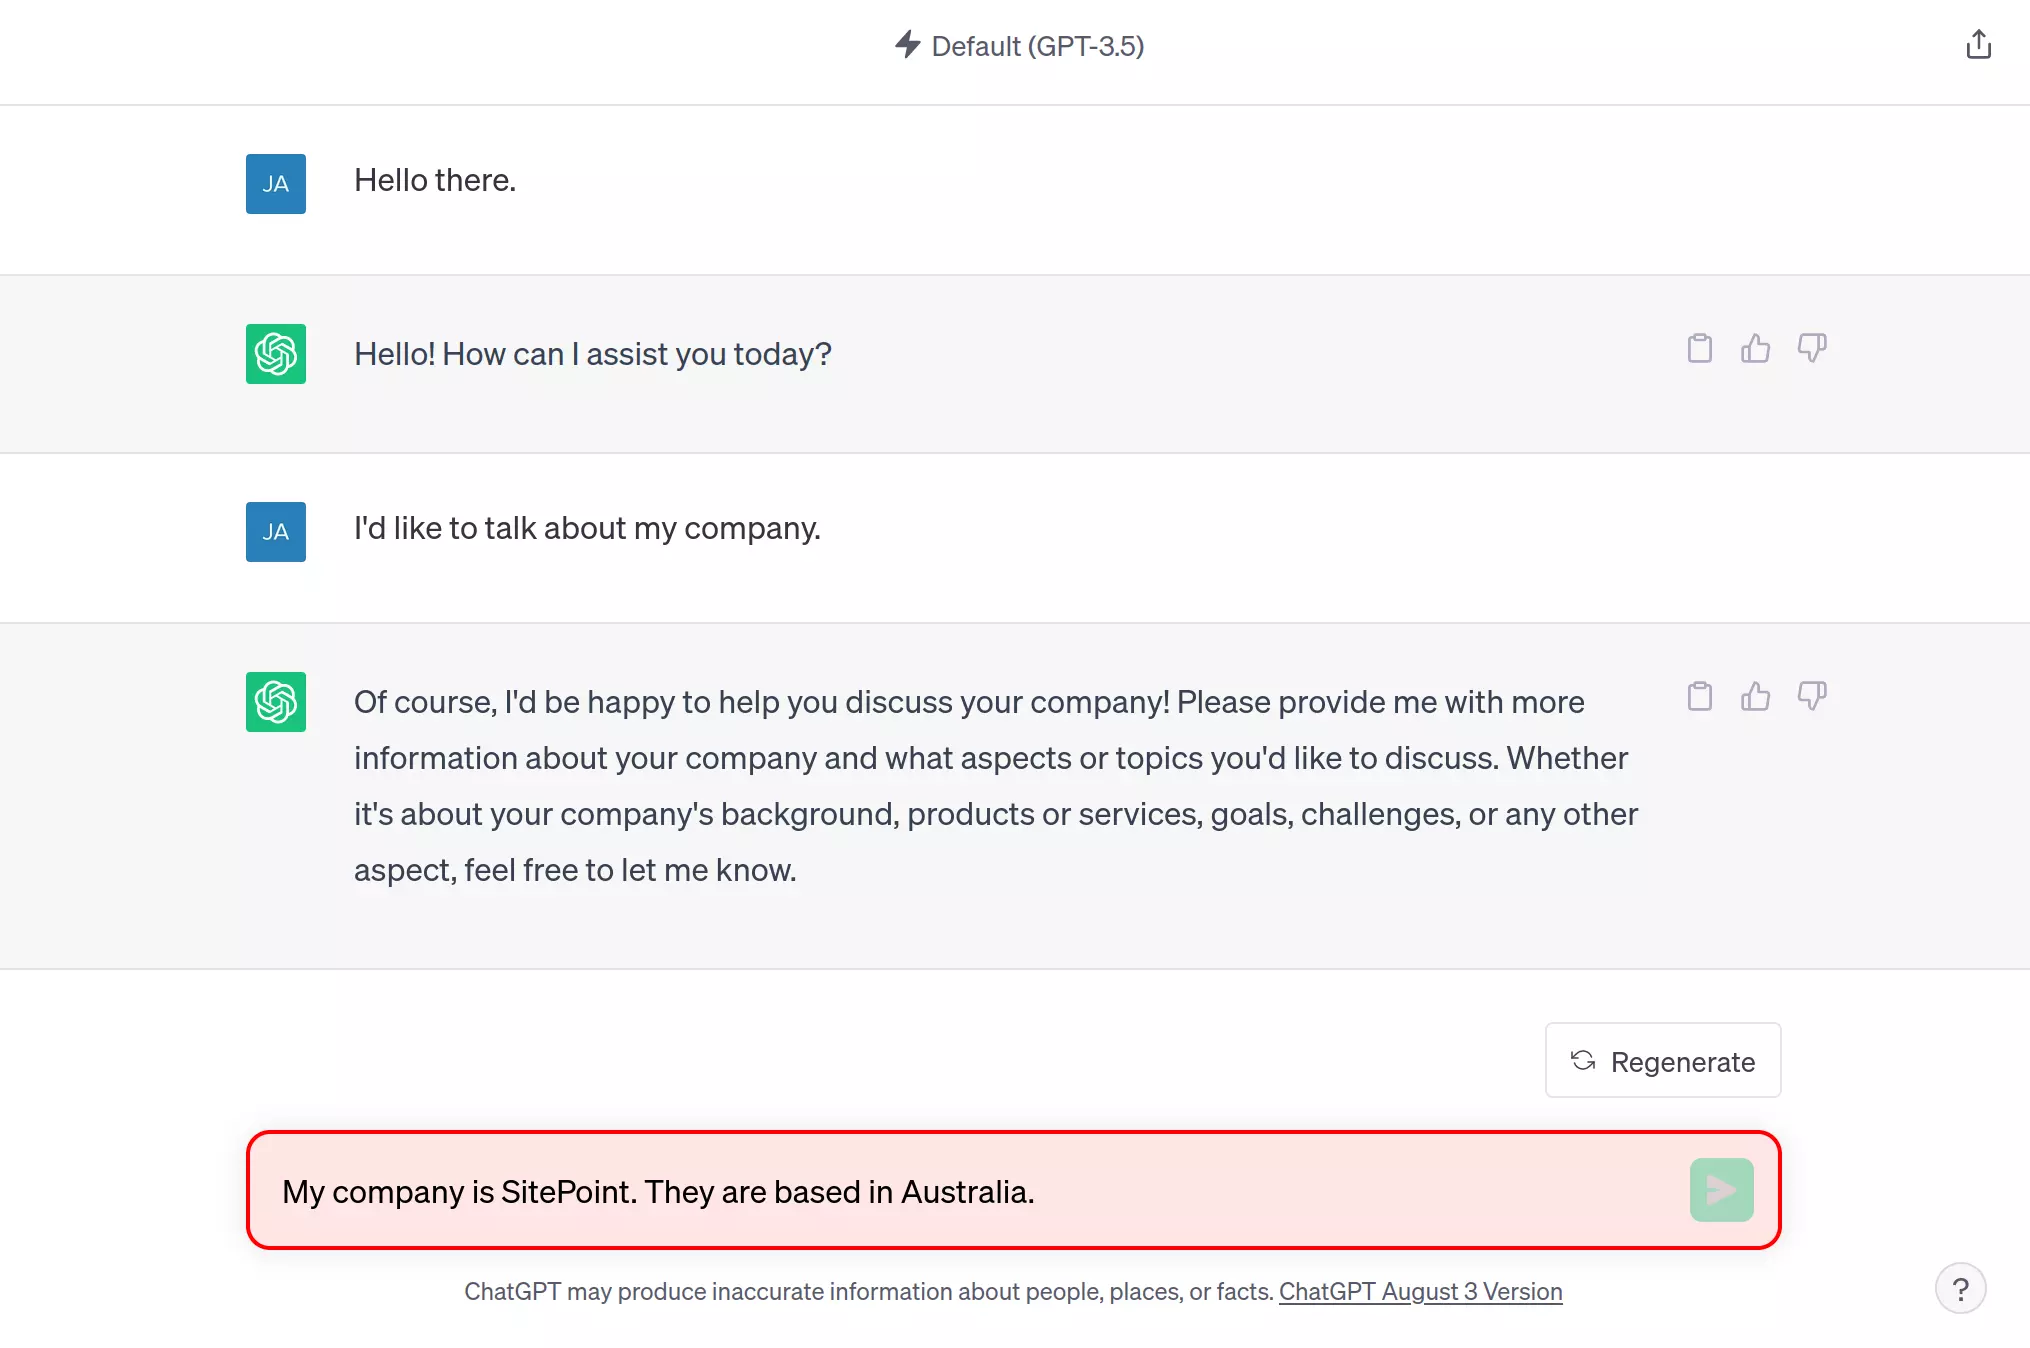 Default (GPT-3.5)
JA
Hello there.
Hello! How can I assist you today?
JA
I'd like to talk about my company.
Of course, I'd be happy to help you discuss your company! Please provide me with more
information about your company and what aspects or topics you'd like to discuss. Whether
it's about your company's background, products or services, goals, challenges, or any other
aspect, feel free to let me know.
Regenerate
My company is SitePoint. They are based in Australia.
ChatGPT may produce inaccurate information about people, places, or facts. ChatGPT August 3 Version
?